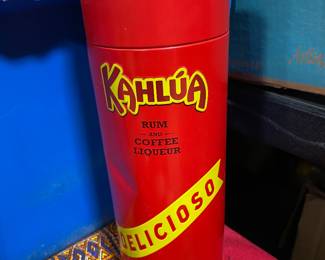 KAHLÚA
RUM
AND
COFFEE
LIQUEUR
DELICIOSO